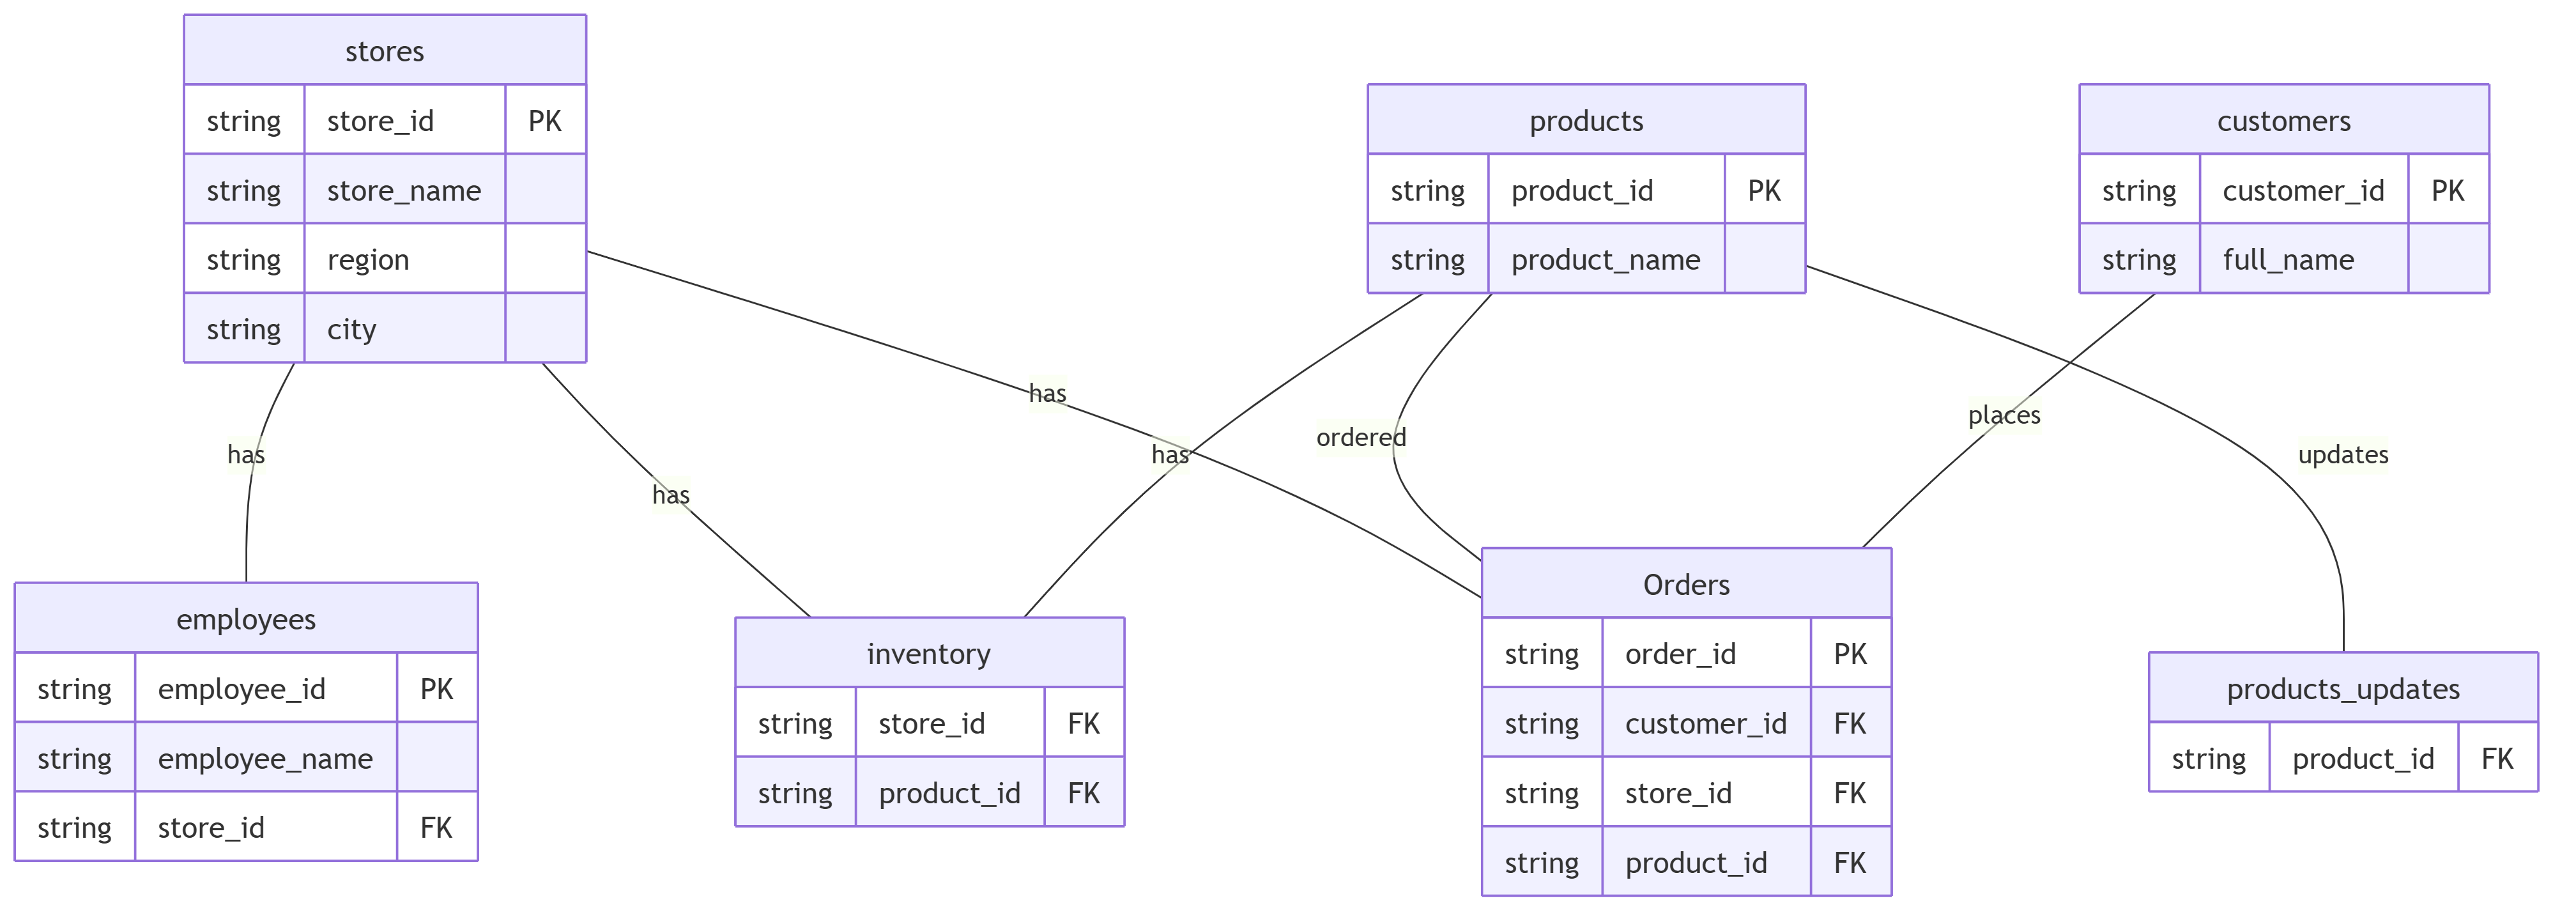 stores
string store_id PK
string store_name
string region
string city
products
string product_id PK
string product_name
customers
string customer_id PK
string full_name
has
has
has
has
ordered
places
updates
employees
string employee_id PK
string employee_name
string store_id FK
inventory
string store_id FK
string product_id FK
Orders
string order_id PK
string customer_id FK
string store_id FK
string product_id FK
products_updates
string product_id FK